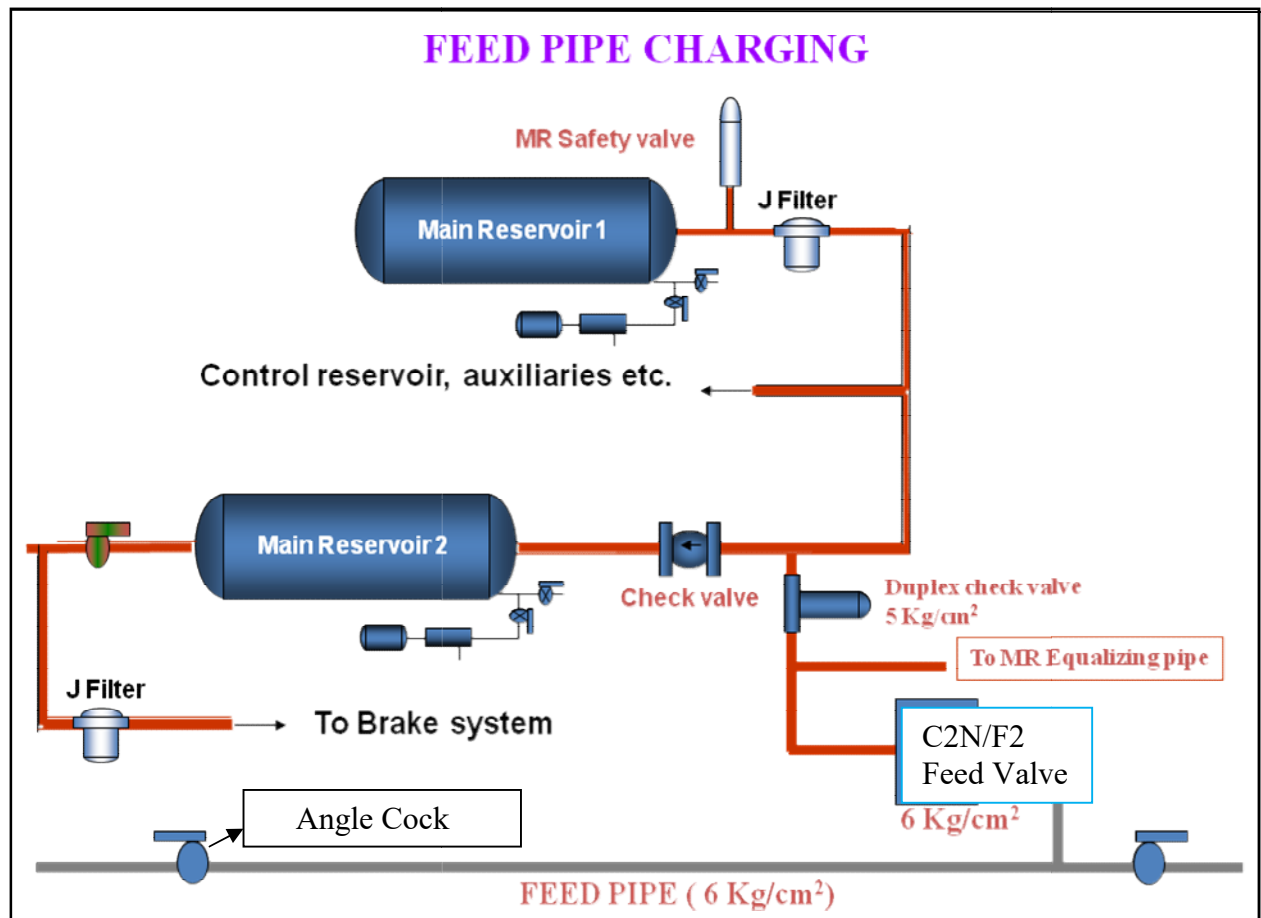 FEED PIPE CHARGING
MR Safety valve
J Filter
Main Reservoir 1
Control reservoir, auxiliaries etc.
Main Reservoir 2
Check valve
Duplex check valve
5 Kg/cm²
To MR Equalizing pipe
J Filter
To Brake system
C2N/F2
Feed Valve
6 Kg/cm²
Angle Cock
FEED PIPE ( 6 Kg/cm²)